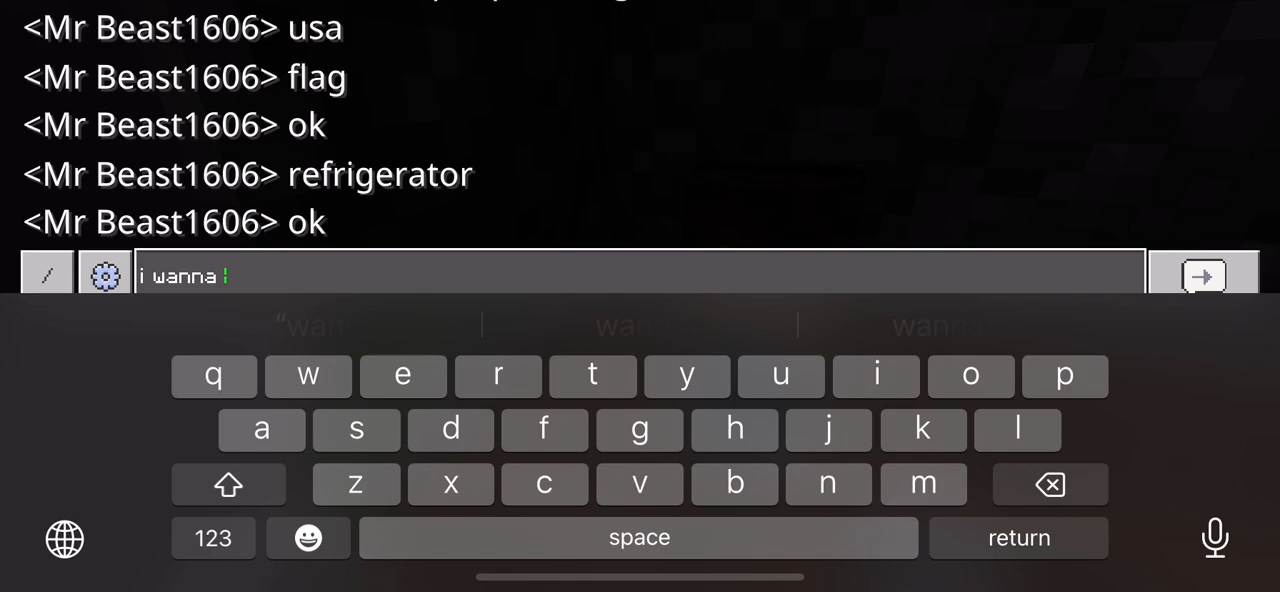 <Mr Beast1606> usa
<Mr Beast1606> flag
<Mr Beast1606> ok
<Mr Beast1606> refrigerator
<Mr Beast1606> ok
/ i wanna
q w e r t y u i o p
a s d f g h j k l
z x c v b n m
123 space return